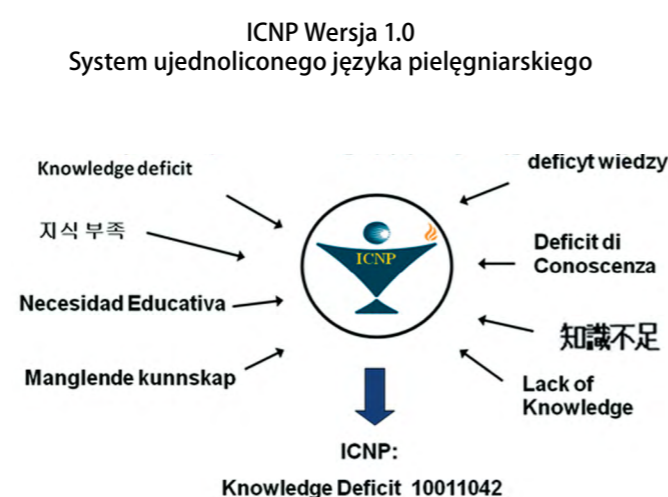 ICNP Wersja 1.0
System ujednoliconego języka pielęgniarskiego
Knowledge deficit
deficyt wiedzy
지식 부족
Deficit di
Conoscenza
ICNP
Necesidad Educativa
知識不足
Manglende kunnskap
Lack of
Knowledge
ICNP:
Knowledge Deficit 10011042